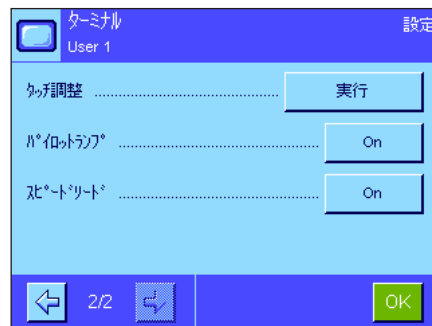 ﾀｰﾐﾅﾙ
設定
User 1
ﾀｯﾁ調整 ........................................ 実行
ﾊﾟｲﾛｯﾄﾗﾝﾌﾟ ........................................ On
ｽﾋﾟｰﾄﾞﾘｰﾄﾞ ........................................ On
2/2
OK